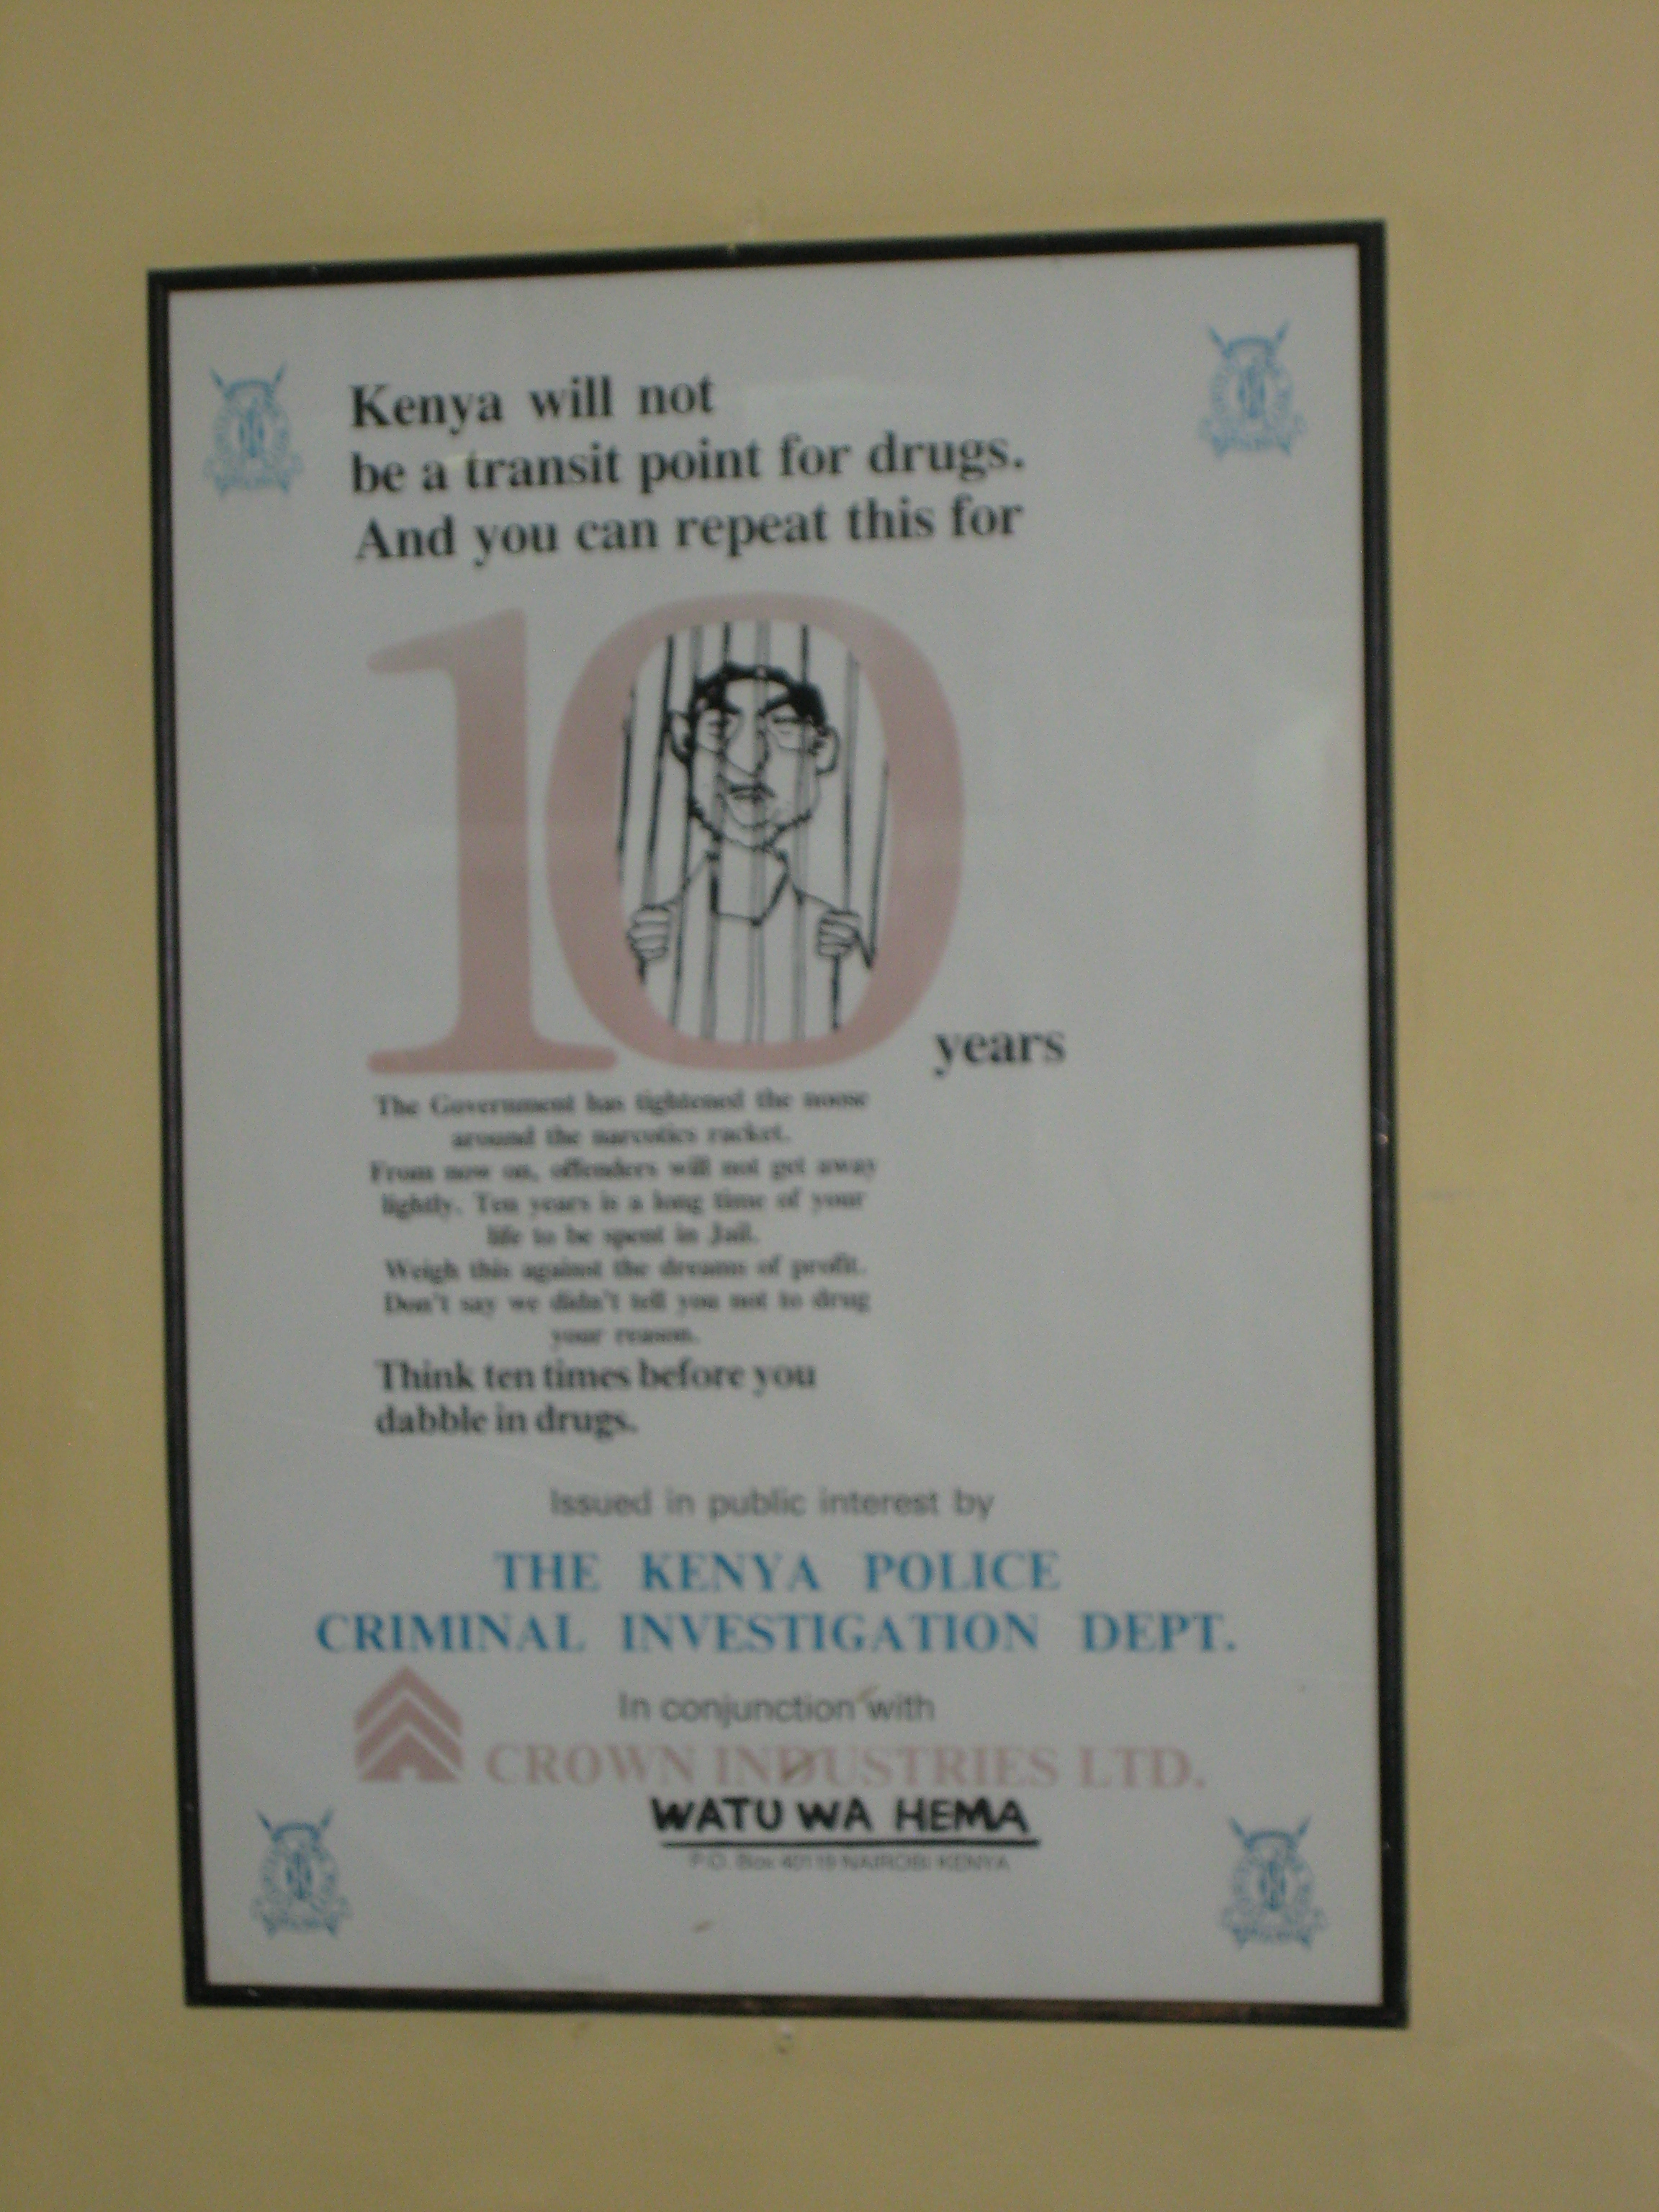 Kenya will not
be a transit point for drugs.
And you can repeat this for
10
years
The Government has tightened the noose
around the narcotics racket.
From now on, offenders will not get away
lightly. Ten years is a long time of your
life to be spent in Jail.
Weigh this against the dreams of profit.
Don't say we didn't tell you not to drug
your reason.
Think ten times before you
dabble in drugs.
Issued in public interest by
THE KENYA POLICE
CRIMINAL INVESTIGATION DEPT.
In conjunction with
CROWN INDUSTRIES LTD.
WATU WA HEMA
P.O. Box 40119 NAIROBI KENYA